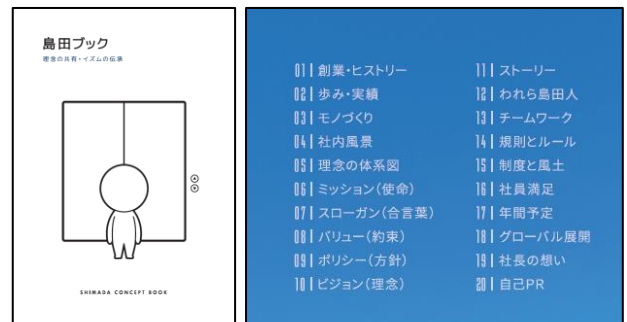 島田ブック
理念の共有・イズムの伝承
SHIMADA CONCEPT BOOK
01 | 創業・ヒストリー
02 | 歩み・実績
03 | モノづくり
04 | 社内風景
05 | 理念の体系図
06 | ミッション（使命）
07 | スローガン（合言葉）
08 | バリュー（約束）
09 | ポリシー（方針）
10 | ビジョン（理念）
11 | ストーリー
12 | われら島田人
13 | チームワーク
14 | 規則とルール
15 | 制度と風土
16 | 社員満足
17 | 年間予定
18 | グローバル展開
19 | 社長の想い
20 | 自己PR